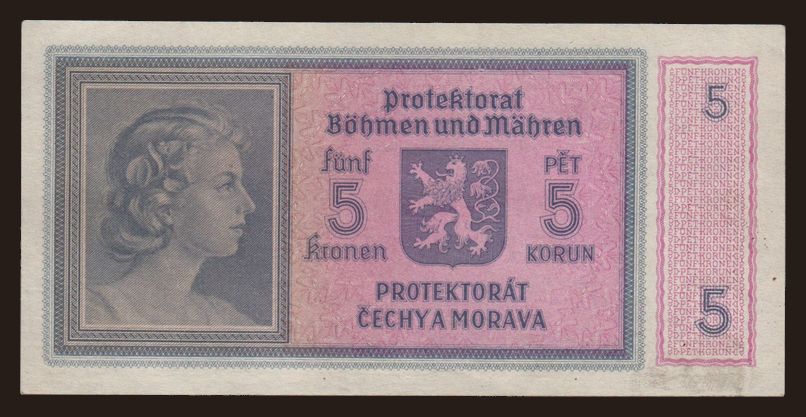 Protektorat
Böhmen und Mähren
fünf
PĚT
5
5
Kronen
KORUN
PROTEKTORÁT
ČECHY A MORAVA
5
5